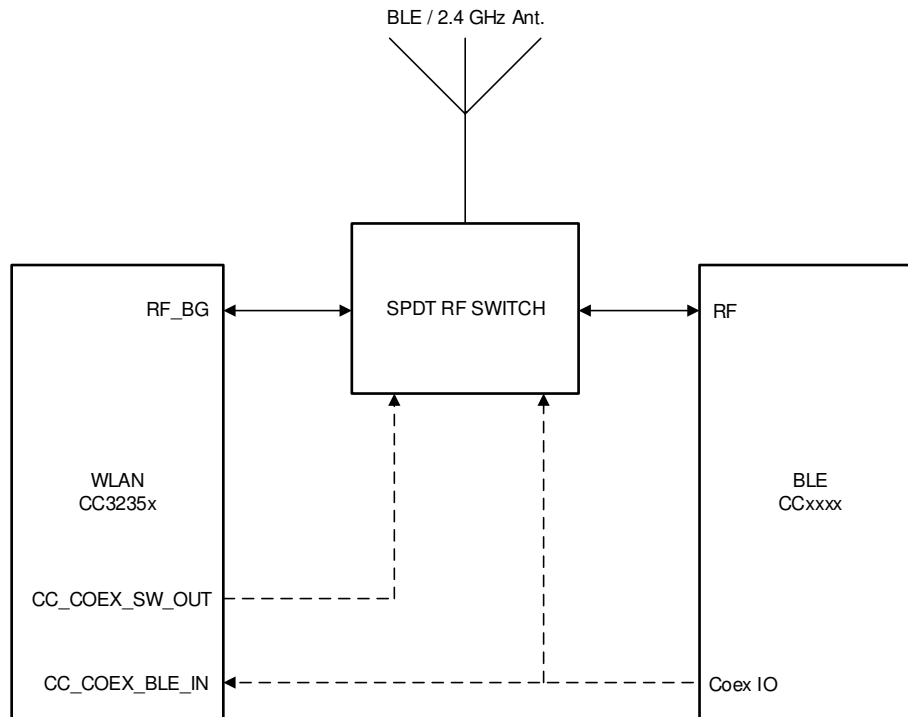 BLE / 2.4 GHz Ant.
SPDT RF SWITCH
RF_BG
RF
WLAN
CC3235x
BLE
CCxxxx
CC_COEX_SW_OUT
CC_COEX_BLE_IN
Coex IO